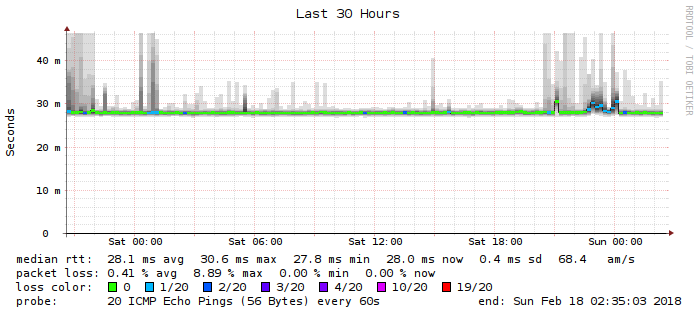 Last 30 Hours
RRDTOOL / TOBI OETIKER
Seconds
40 m
30 m
20 m
10 m
0
Sat 00:00 Sat 06:00 Sat 12:00 Sat 18:00 Sun 00:00
median rtt: 28.1 ms avg 30.6 ms max 27.8 ms min 28.0 ms now 0.4 ms sd 68.4 am/s
packet loss: 0.41 % avg 8.89 % max 0.00 % min 0.00 % now
loss color: 0 1/20 2/20 3/20 4/20 10/20 19/20
probe: 20 ICMP Echo Pings (56 Bytes) every 60s end: Sun Feb 18 02:35:03 2018